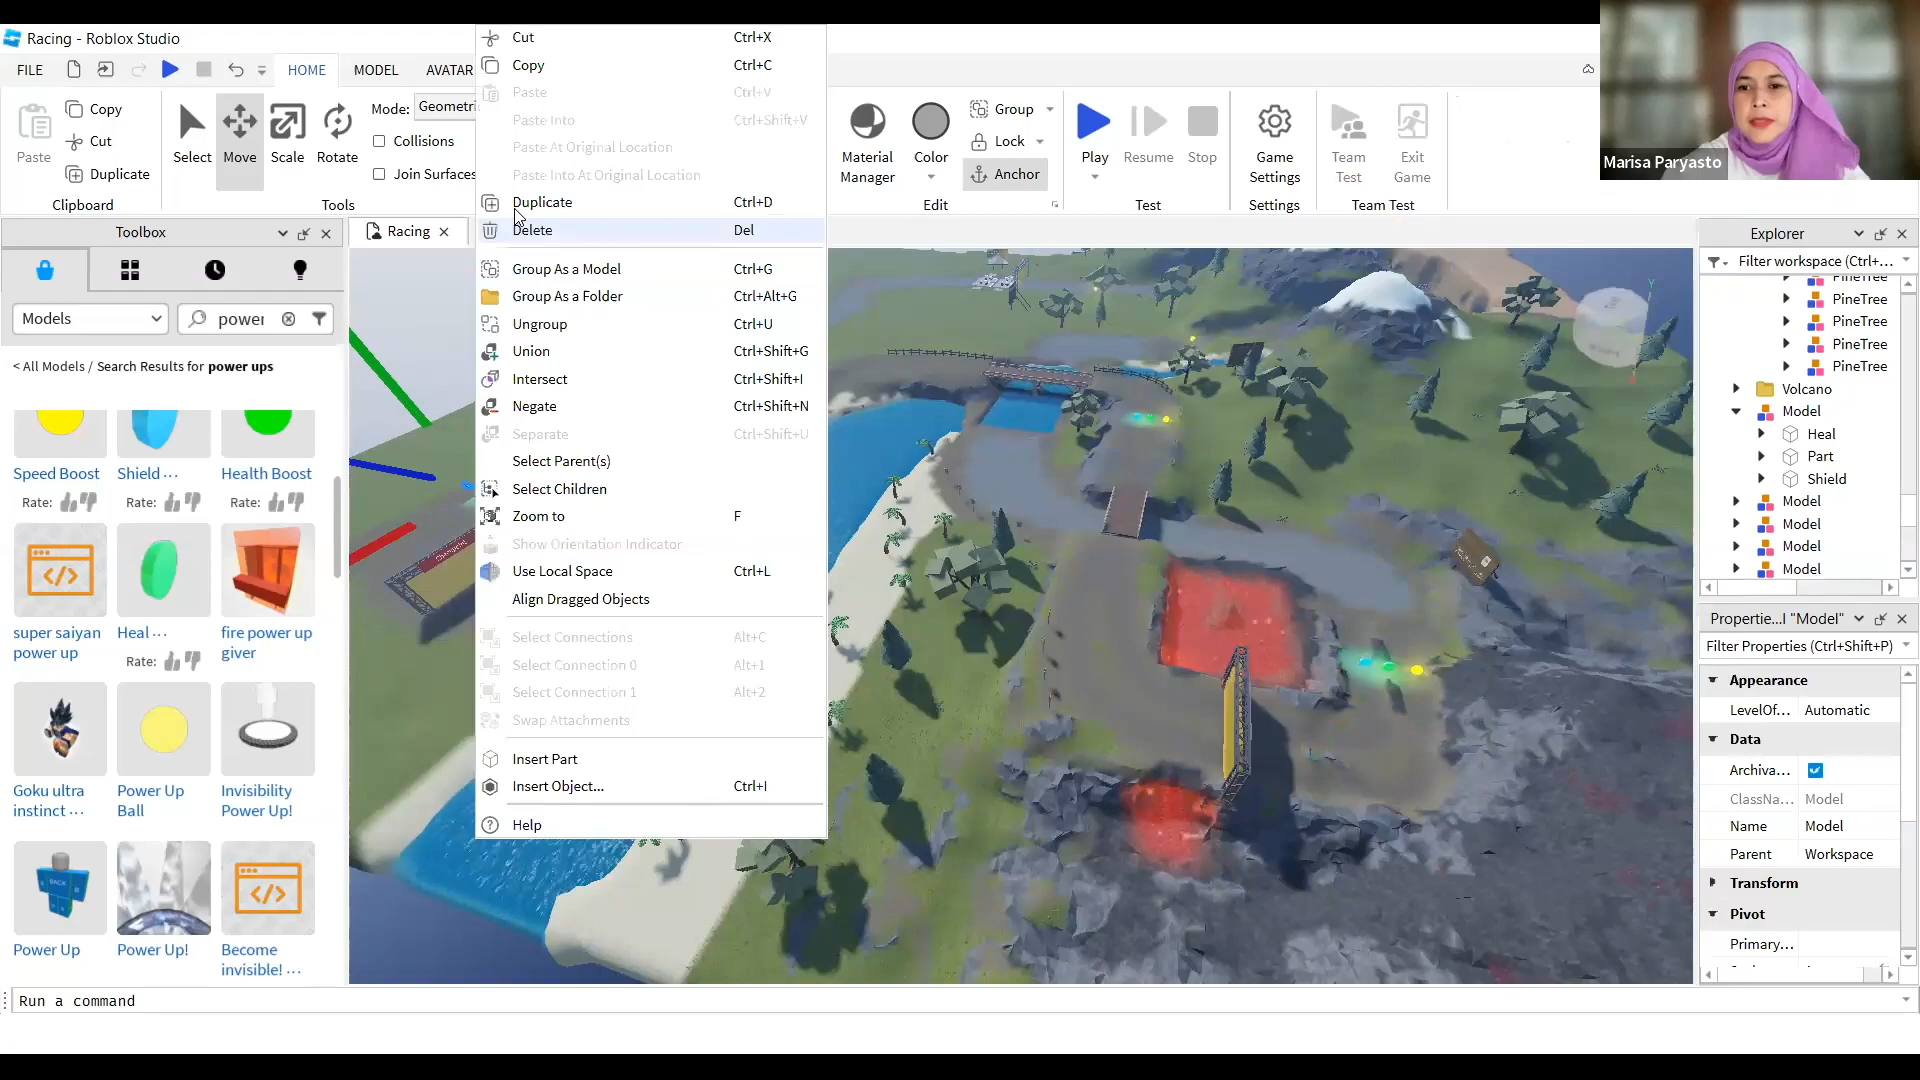 Racing - Roblox Studio
FILE
HOME
MODEL
AVATAR
Paste
Copy
Cut
Duplicate
Clipboard
Select
Move
Scale
Rotate
Mode:
Geometri
Collisions
Join Surfaces
Tools
Material
Manager
Color
Group
Lock
Anchor
Edit
Play
Resume
Stop
Test
Game
Settings
Settings
Team
Test
Exit
Game
Team Test
Marisa Paryasto
Cut Ctrl+X
Copy Ctrl+C
Paste Ctrl+V
Paste Into Ctrl+Shift+V
Paste At Original Location
Paste Into At Original Location
Duplicate Ctrl+D
Delete Del
Group As a Model Ctrl+G
Group As a Folder Ctrl+Alt+G
Ungroup Ctrl+U
Union Ctrl+Shift+G
Intersect Ctrl+Shift+I
Negate Ctrl+Shift+N
Separate Ctrl+Shift+U
Select Parent(s)
Select Children
Zoom to F
Show Orientation Indicator
Use Local Space Ctrl+L
Align Dragged Objects
Select Connections Alt+C
Select Connection 0 Alt+1
Select Connection 1 Alt+2
Swap Attachments
Insert Part
Insert Object... Ctrl+I
Help
Toolbox
Models
power
< All Models / Search Results for power ups
Speed Boost
Shield ...
Health Boost
Rate:
Rate:
Rate:
super saiyan
power up
Heal ...
Rate:
fire power up
giver
Goku ultra
instinct ...
Power Up
Ball
Invisibility
Power Up!
Power Up
Power Up!
Become
invisible! ...
Racing
Checkpoint
Explorer
Filter workspace (Ctrl+...
PineTree
PineTree
PineTree
PineTree
PineTree
Volcano
Model
Heal
Part
Shield
Model
Model
Model
Model
Propertie...l "Model"
Filter Properties (Ctrl+Shift+P)
Appearance
LevelOf... Automatic
Data
Archiva...
ClassNa... Model
Name Model
Parent Workspace
Transform
Pivot
Primary...
Run a command